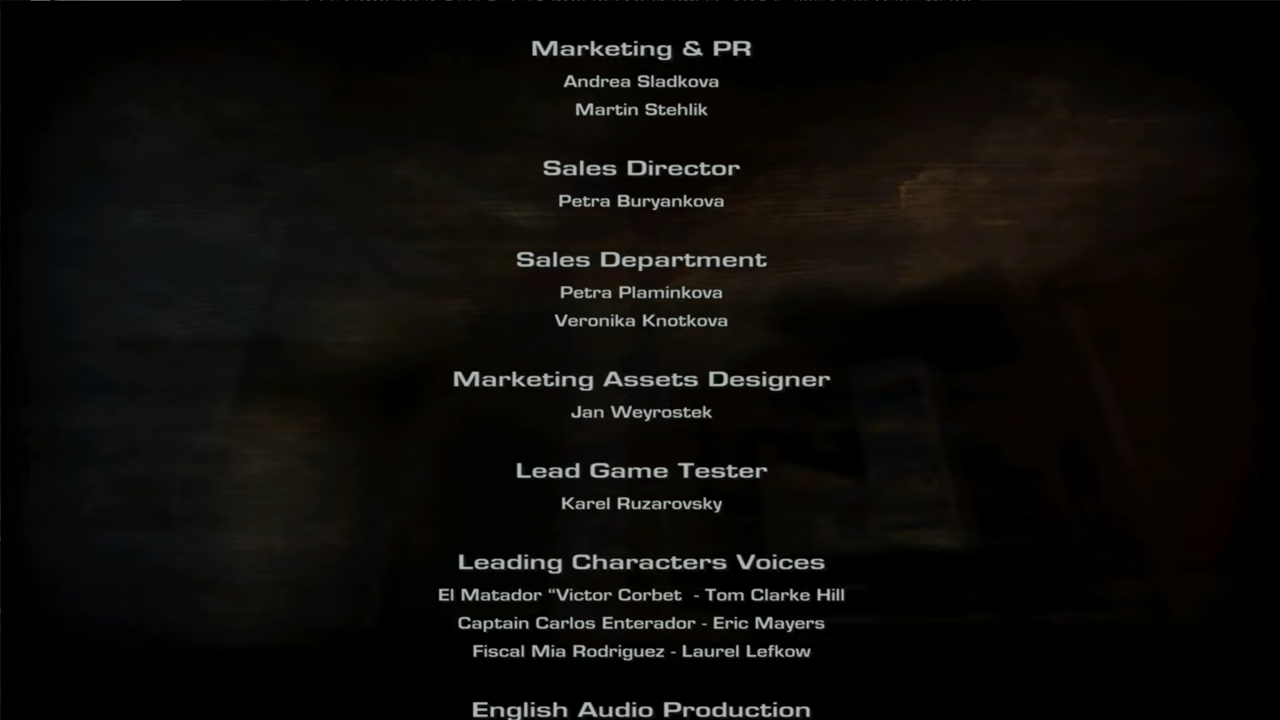 Marketing & PR
Andrea Sladkova
Martin Stehlik
Sales Director
Petra Buryankova
Sales Department
Petra Plaminkova
Veronika Knotkova
Marketing Assets Designer
Jan Weyrostek
Lead Game Tester
Karel Ruzarovsky
Leading Characters Voices
El Matador “Victor Corbet  - Tom Clarke Hill
Captain Carlos Enterador - Eric Mayers
Fiscal Mia Rodriguez - Laurel Lefkow
English Audio Production